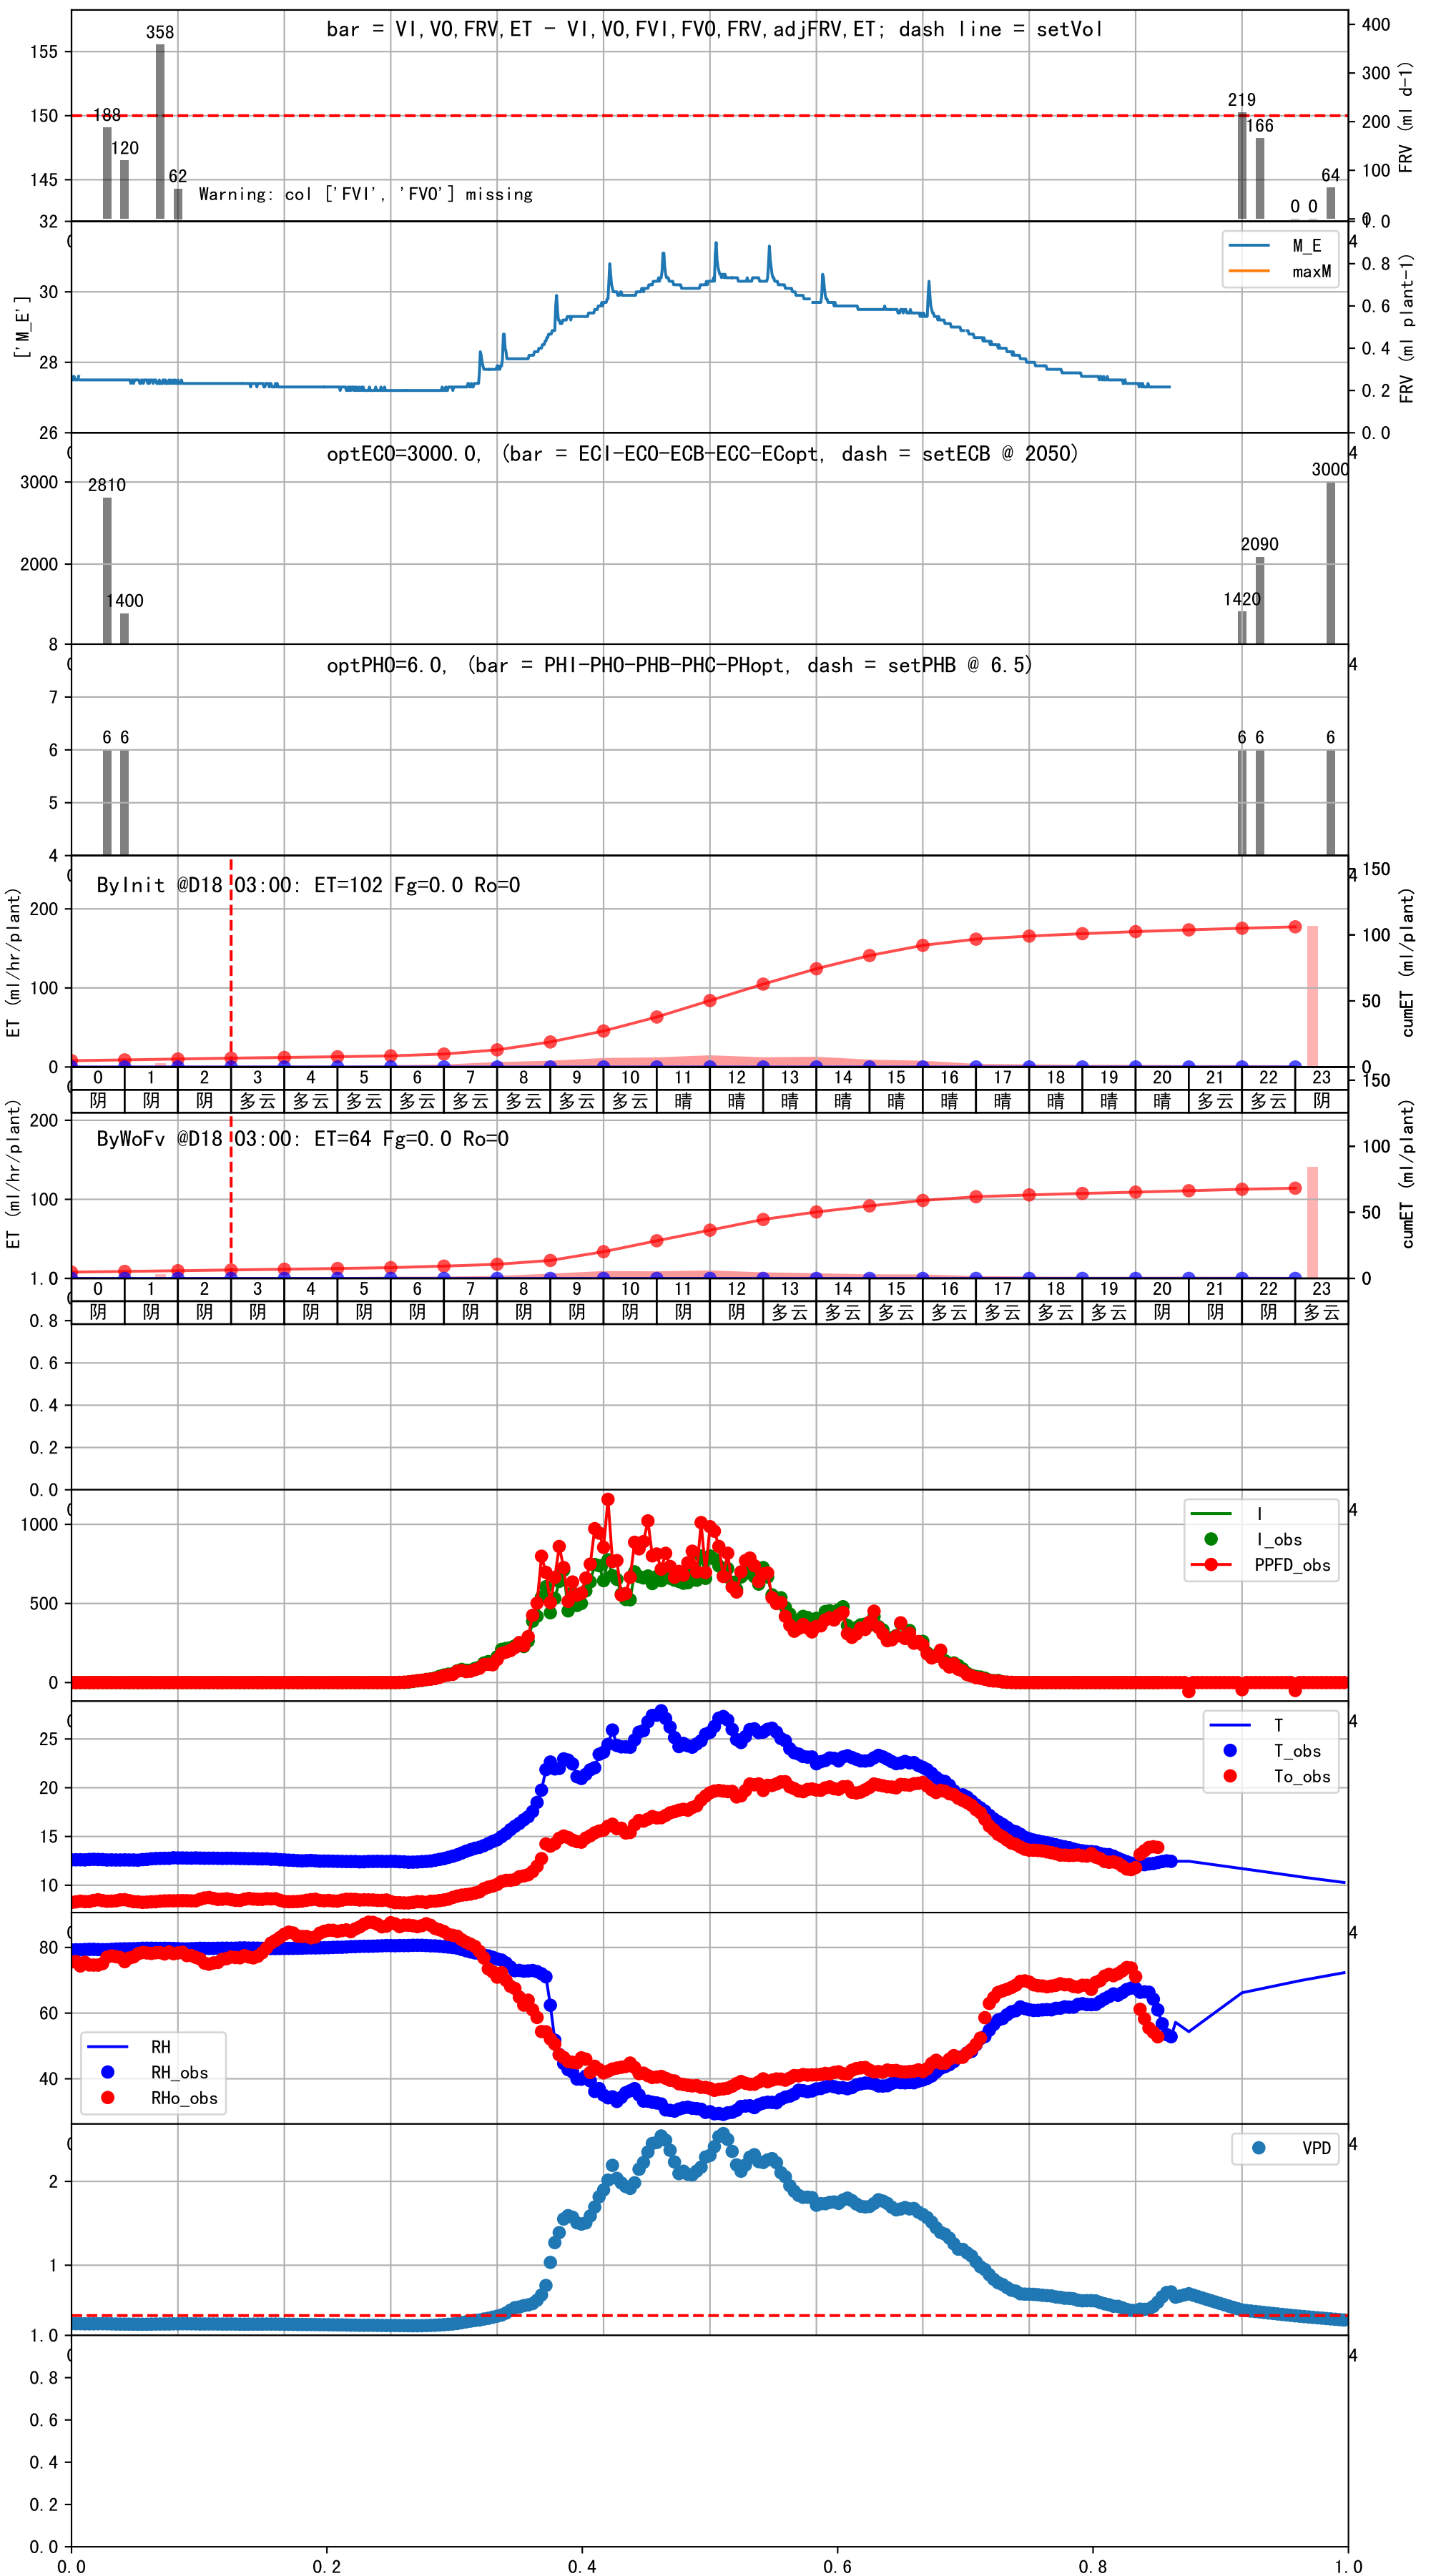 bar = VI,VO,FRV,ET - VI,VO,FVI,FVO,FRV,adjFRV,ET; dash line = setVol
155
150
145
358
188
120
62
219
166
0 0
64
Warning: col ['FVI', 'FVO'] missing
400
300
200
100
0
FRV (ml d-1)
32
30
28
26
['M_E']
M_E
maxM
1.0
0.8
0.6
0.4
0.2
0.0
FRV (ml plant-1)
optECO=3000.0, (bar = ECI-ECO-ECB-ECC-ECopt, dash = setECB @ 2050)
3000
2000
2810
1400
1420
2090
3000
optPHO=6.0, (bar = PHI-PHO-PHB-PHC-PHopt, dash = setPHB @ 6.5)
8
7
6
5
4
6 6
6 6
6
ByInit @D18 03:00: ET=102 Fg=0.0 Ro=0
200
100
0
ET (ml/hr/plant)
150
100
50
0
cumET (ml/plant)
0 1 2 3 4 5 6 7 8 9 10 11 12 13 14 15 16 17 18 19 20 21 22 23
阴 阴 阴 多云 多云 多云 多云 多云 多云 多云 多云 晴 晴 晴 晴 晴 晴 晴 晴 晴 晴 多云 多云 阴
ByWoFv @D18 03:00: ET=64 Fg=0.0 Ro=0
200
100
ET (ml/hr/plant)
150
100
50
0
cumET (ml/plant)
0 1 2 3 4 5 6 7 8 9 10 11 12 13 14 15 16 17 18 19 20 21 22 23
阴 阴 阴 阴 阴 阴 阴 阴 阴 阴 阴 阴 阴 多云 多云 多云 多云 多云 多云 多云 阴 阴 阴 多云
1.0
0.8
0.6
0.4
0.2
0.0
1000
500
0
I
I_obs
PPFD_obs
25
20
15
10
T
T_obs
To_obs
80
60
40
RH
RH_obs
RHo_obs
2
1
VPD
1.0
0.8
0.6
0.4
0.2
0.0
0.0 0.2 0.4 0.6 0.8 1.0